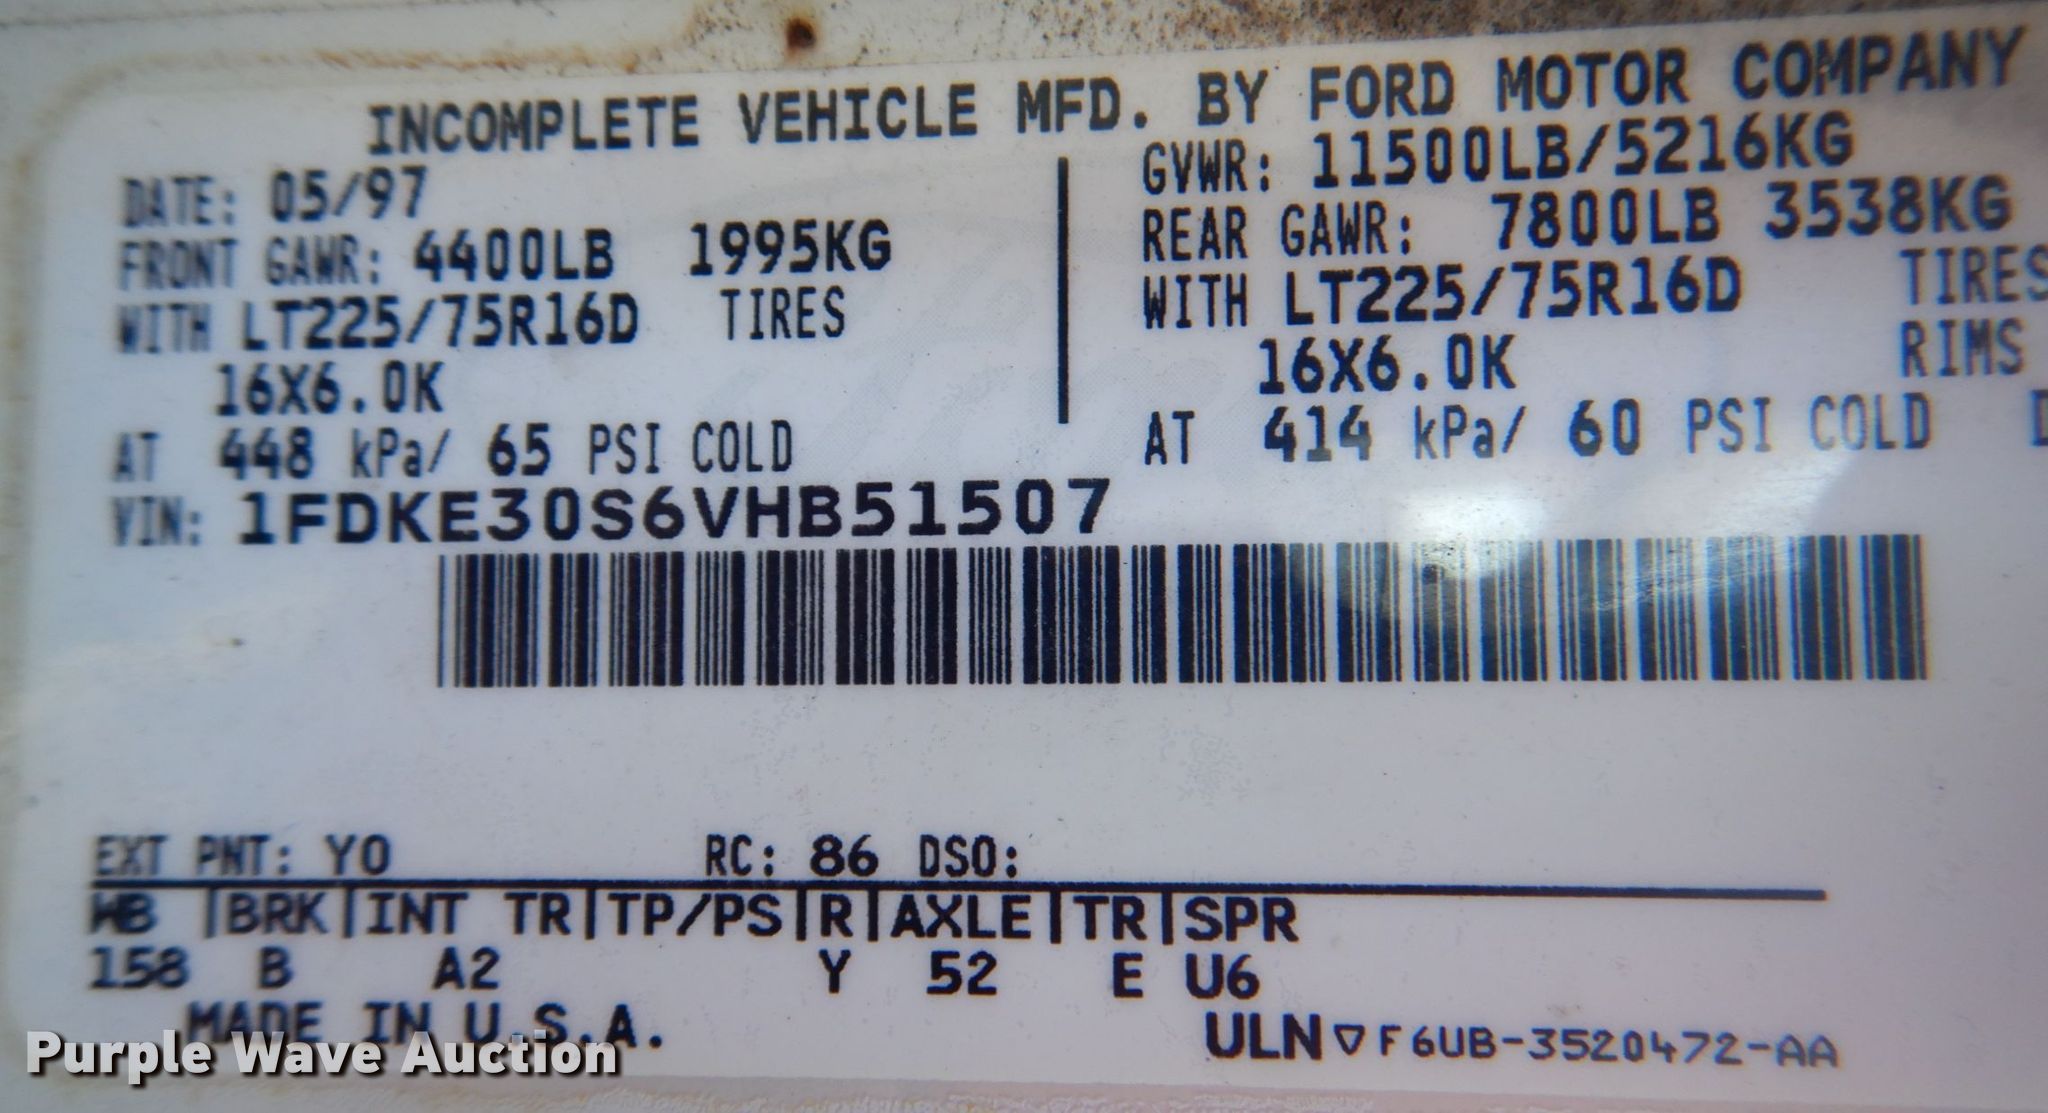 INCOMPLETE VEHICLE MFD. BY FORD MOTOR COMPANY
DATE: 05/97
FRONT GAWR: 4400LB 1995KG
WITH LT225/75R16D TIRES
16X6.0K
AT 448 kPa/ 65 PSI COLD
GVWR: 11500LB/5216KG
REAR GAWR: 7800LB 3538KG
WITH LT225/75R16D TIRES
16X6.0K RIMS
AT 414 kPa/ 60 PSI COLD D
VIN: 1FDKE30S6VHB51507
EXT PNT: YO RC: 86 DSO:
WB |BRK|INT TR|TP/PS|R|AXLE|TR|SPR
158 B A2 Y 52 E U6
MADE IN U.S.A.
ULN ▽ F6UB-3520472-AA
Purple Wave Auction